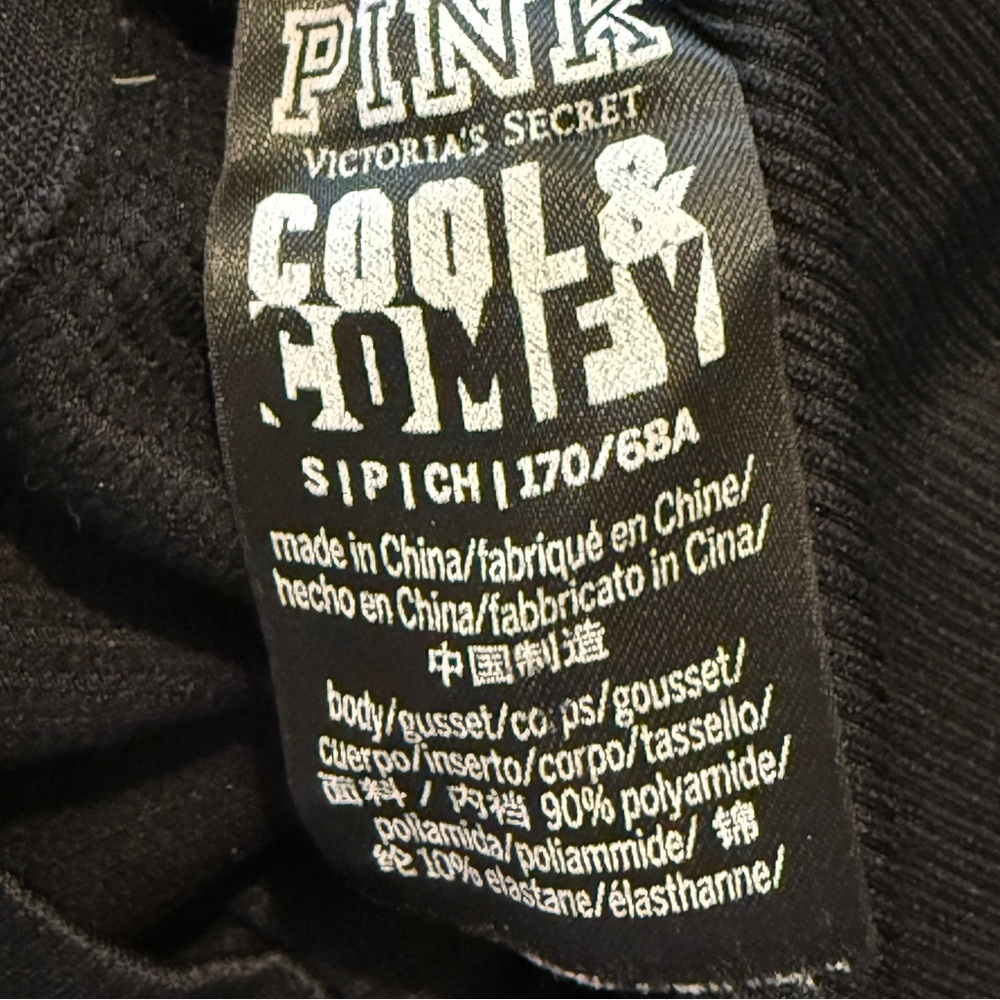 PINK
VICTORIA'S SECRET
COOL &
COMFY
S | P | CH | 170/68A
made in China/fabriqué en Chine/
hecho en China/fabbricato in Cina/
中国制造
body/gusset/corps/gousset/
cuerpo/inserto/corpo/tassello/
面料 / 内裆 90% polyamide/
poliamida/poliammide/ 锦
纶 10% elastane/élasthanne/